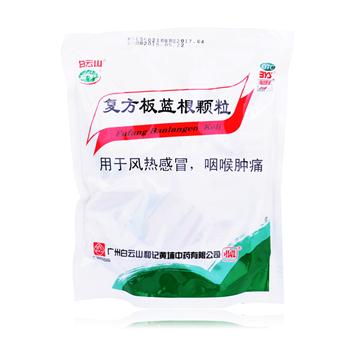 白云山
复方板蓝根颗粒
Fufang Banlangen Keli
用于风热感冒，咽喉肿痛
广州白云山和记黄埔中药有限公司